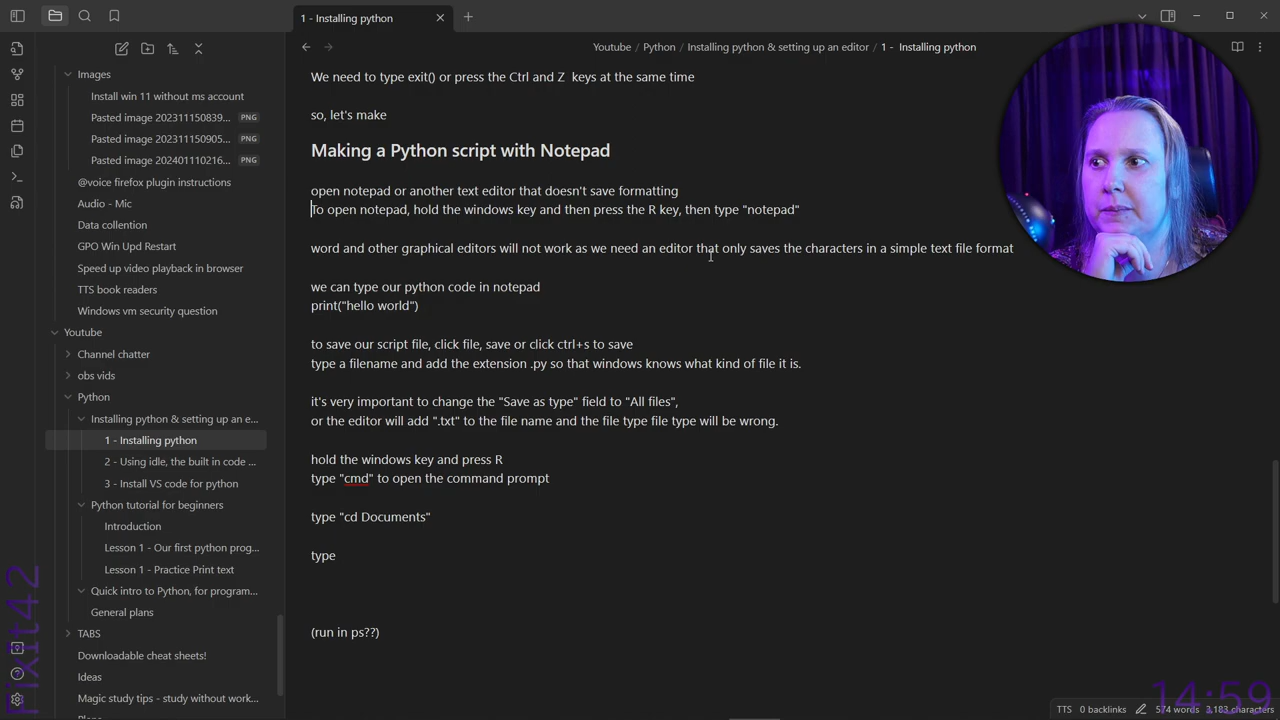 1 - Installing python
Images
Install win 11 without ms account
Pasted image 202311150839... PNG
Pasted image 202311150905... PNG
Pasted image 202401110216... PNG
@voice firefox plugin instructions
Audio - Mic
Data collection
GPO Win Upd Restart
Speed up video playback in browser
TTS book readers
Windows vm security question
Youtube
Channel chatter
obs vids
Python
Installing python & setting up an e...
1 - Installing python
2 - Using idle, the built in code ...
3 - Install VS code for python
Python tutorial for beginners
Introduction
Lesson 1 - Our first python prog...
Lesson 1 - Practice Print text
Quick intro to Python, for program...
General plans
TABS
Downloadable cheat sheets!
Ideas
Magic study tips - study without work...
Fixit42
Youtube / Python / Installing python & setting up an editor / 1 - Installing python
We need to type exit() or press the Ctrl and Z keys at the same time
so, let's make
Making a Python script with Notepad
open notepad or another text editor that doesn't save formatting
To open notepad, hold the windows key and then press the R key, then type "notepad"
word and other graphical editors will not work as we need an editor that only saves the characters in a simple text file format
we can type our python code in notepad
print("hello world")
to save our script file, click file, save or click ctrl+s to save
type a filename and add the extension .py so that windows knows what kind of file it is.
it's very important to change the "Save as type" field to "All files",
or the editor will add ".txt" to the file name and the file type file type will be wrong.
hold the windows key and press R
type "cmd" to open the command prompt
type "cd Documents"
type
(run in ps??)
14:59
TTS 0 backlinks 574 words 3,183 characters